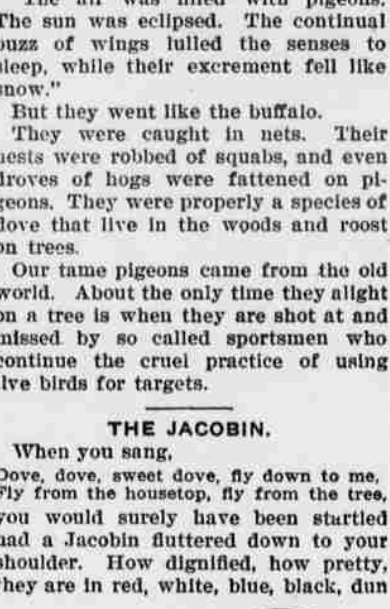 The air was filled with pigeons.
The sun was eclipsed. The continual
buzz of wings lulled the senses to
sleep, while their excrement fell like
snow."
But they went like the buffalo.
They were caught in nets. Their
nests were robbed of squabs, and even
droves of hogs were fattened on pi-
geons. They were properly a species of
dove that live in the woods and roost
on trees.
Our tame pigeons came from the old
world. About the only time they alight
on a tree is when they are shot at and
missed by so called sportsmen who
continue the cruel practice of using
live birds for targets.
THE JACOBIN.
When you sang,
Dove, dove, sweet dove, fly down to me,
Fly from the housetop, fly from the tree,
you would surely have been startled
had a Jacobin fluttered down to your
shoulder. How dignified, how pretty,
they are in red, white, blue, black, dun